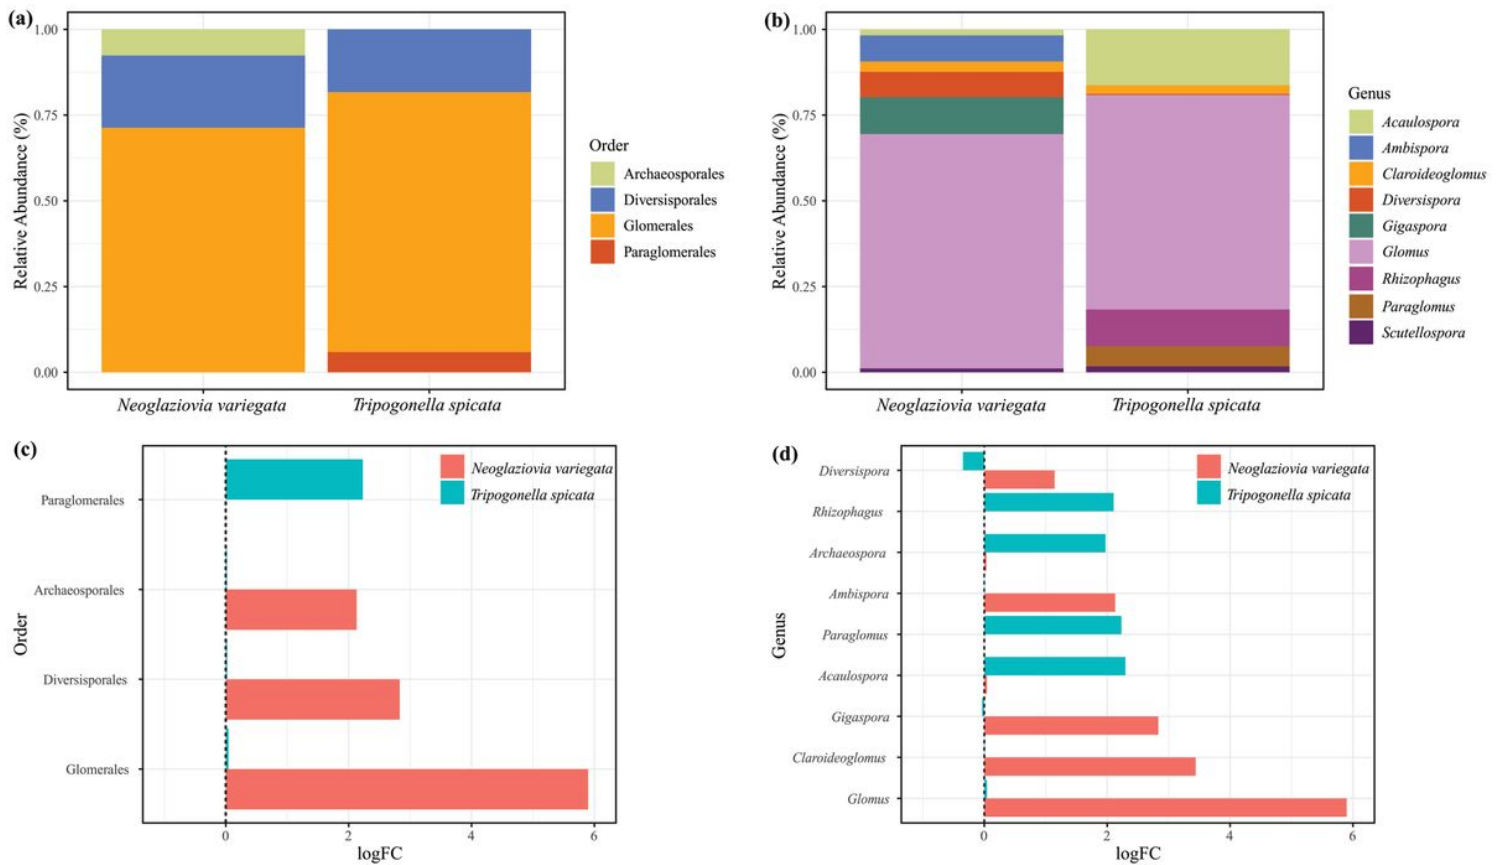 (a)
1.00
0.75
0.50
0.25
0.00
Relative Abundance (%)
Neoglaziovia variegata
Tripogonella spicata
Order
Archaeosporales
Diversisporales
Glomerales
Paraglomerales
(b)
1.00
0.75
0.50
0.25
0.00
Relative Abundance (%)
Neoglaziovia variegata
Tripogonella spicata
Genus
Acaulospora
Ambispora
Claroideoglomus
Diversispora
Gigaspora
Glomus
Rhizophagus
Paraglomus
Scutellospora
(c)
Neoglaziovia variegata
Tripogonella spicata
Paraglomerales
Archaeosporales
Diversisporales
Glomerales
Order
0 2 4 6
logFC
(d)
Neoglaziovia variegata
Tripogonella spicata
Diversispora
Rhizophagus
Archaeospora
Ambispora
Paraglomus
Acaulospora
Gigaspora
Claroideoglomus
Glomus
Genus
0 2 4 6
logFC